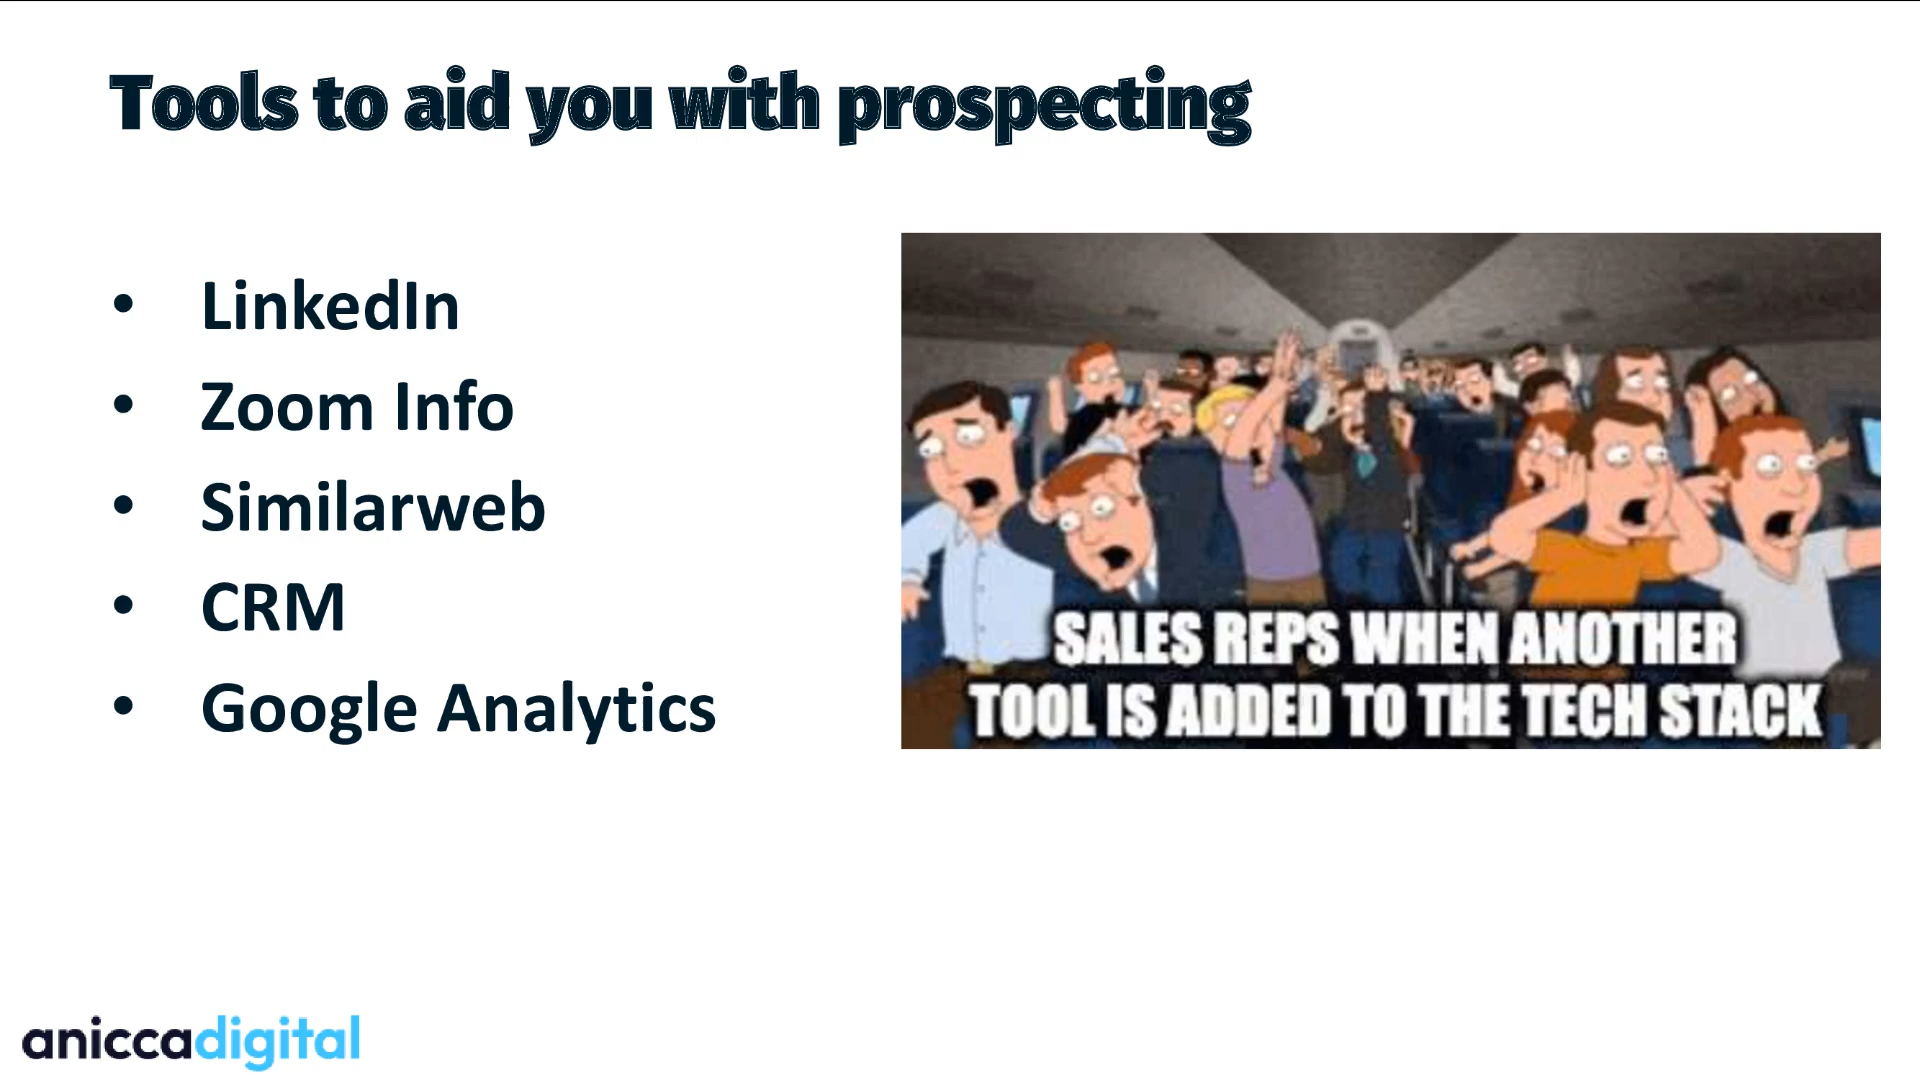 Tools to aid you with prospecting
• LinkedIn
• Zoom Info
• Similarweb
• CRM
• Google Analytics
SALES REPS WHEN ANOTHER
TOOL IS ADDED TO THE TECH STACK
aniccadigital